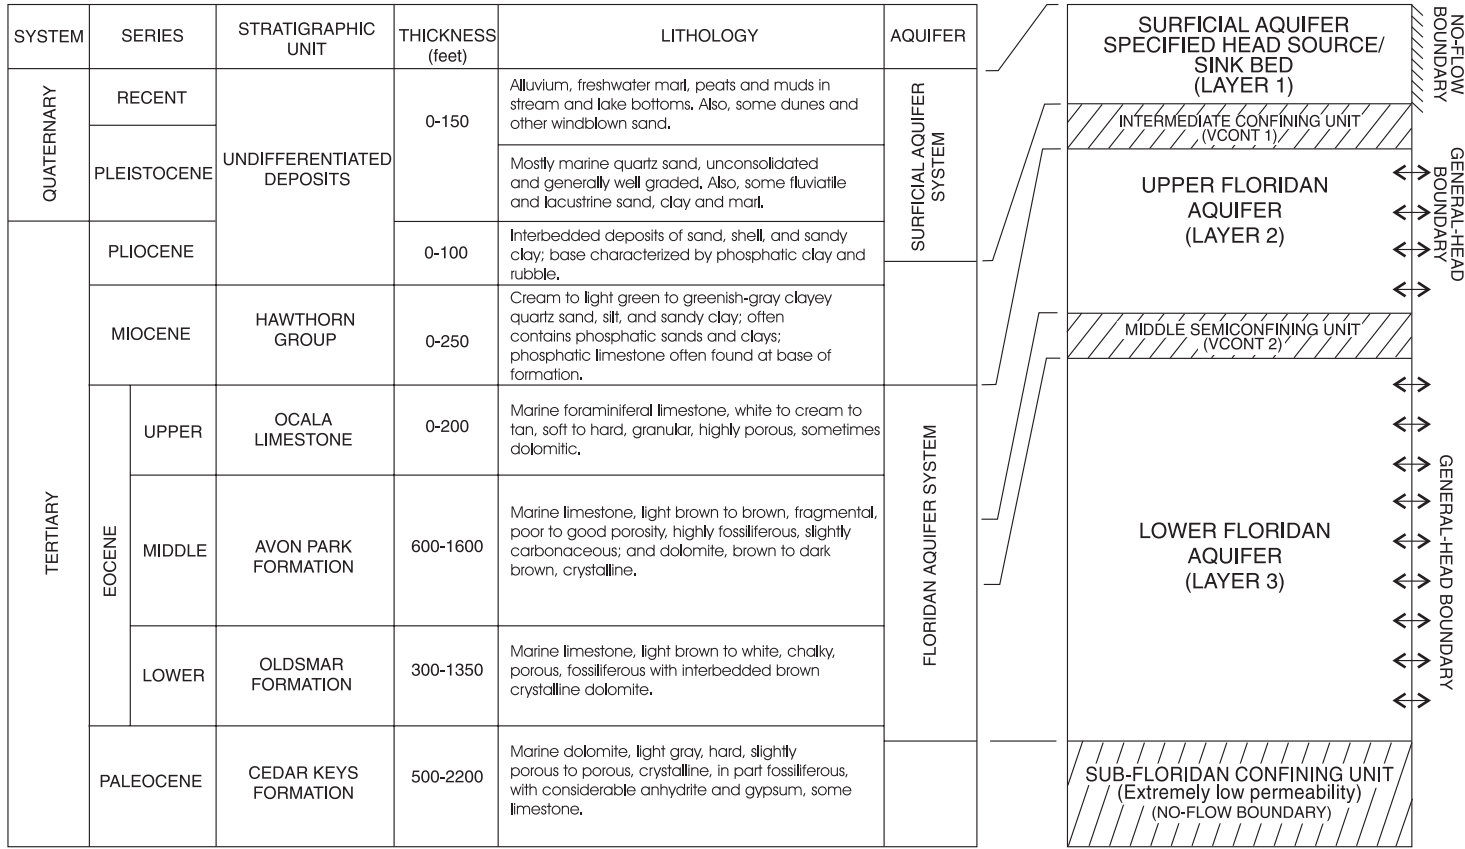 SYSTEM
SERIES
STRATIGRAPHIC
UNIT
THICKNESS
(feet)
LITHOLOGY
AQUIFER
QUATERNARY
RECENT
PLEISTOCENE
UNDIFFERENTIATED
DEPOSITS
0-150
Alluvium, freshwater marl, peats and muds in
stream and lake bottoms. Also, some dunes and
other windblown sand.
Mostly marine quartz sand, unconsolidated
and generally well graded. Also, some fluviatile
and lacustrine sand, clay and marl.
SURFICIAL AQUIFER
SYSTEM
TERTIARY
PLIOCENE
0-100
Interbedded deposits of sand, shell, and sandy
clay; base characterized by phosphatic clay and
rubble.
MIOCENE
HAWTHORN
GROUP
0-250
Cream to light green to greenish-gray clayey
quartz sand, silt, and sandy clay; often
contains phosphatic sands and clays;
phosphatic limestone often found at base of
formation.
EOCENE
UPPER
OCALA
LIMESTONE
0-200
Marine foraminiferal limestone, white to cream to
tan, soft to hard, granular, highly porous, sometimes
dolomitic.
FLORIDAN AQUIFER SYSTEM
MIDDLE
AVON PARK
FORMATION
600-1600
Marine limestone, light brown to brown, fragmental,
poor to good porosity, highly fossiliferous, slightly
carbonaceous; and dolomite, brown to dark
brown, crystalline.
LOWER
OLDSMAR
FORMATION
300-1350
Marine limestone, light brown to white, chalky,
porous, fossiliferous with interbedded brown
crystalline dolomite.
PALEOCENE
CEDAR KEYS
FORMATION
500-2200
Marine dolomite, light gray, hard, slightly
porous to porous, crystalline, in part fossiliferous,
with considerable anhydrite and gypsum, some
limestone.
SURFICIAL AQUIFER
SPECIFIED HEAD SOURCE/
SINK BED
(LAYER 1)
NO-FLOW
BOUNDARY
INTERMEDIATE CONFINING UNIT
(VCONT 1)
UPPER FLORIDAN
AQUIFER
(LAYER 2)
GENERAL-HEAD
BOUNDARY
MIDDLE SEMICONFINING UNIT
(VCONT 2)
LOWER FLORIDAN
AQUIFER
(LAYER 3)
GENERAL-HEAD BOUNDARY
SUB-FLORIDAN CONFINING UNIT
(Extremely low permeability)
(NO-FLOW BOUNDARY)